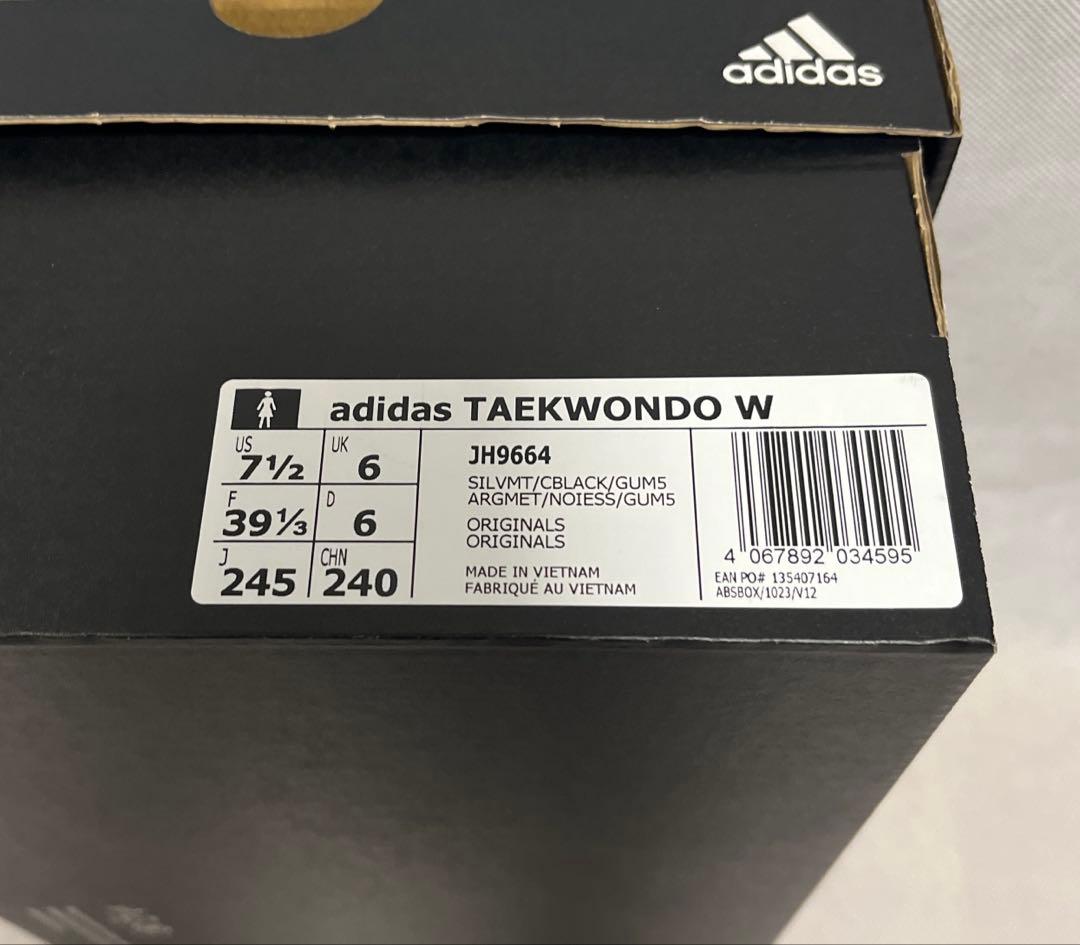 adidas
adidas TAEKWONDO W
US 7½ UK 6
F 39⅓ D 6
J 245 CHN 240
JH9664
SILVMT/CBLACK/GUM5
ARGMET/NOIESS/GUM5
ORIGINALS
ORIGINALS
MADE IN VIETNAM
FABRIQUÉ AU VIETNAM
4 067892 034595
EAN PO# 135407164
ABSBOX/1023/V12